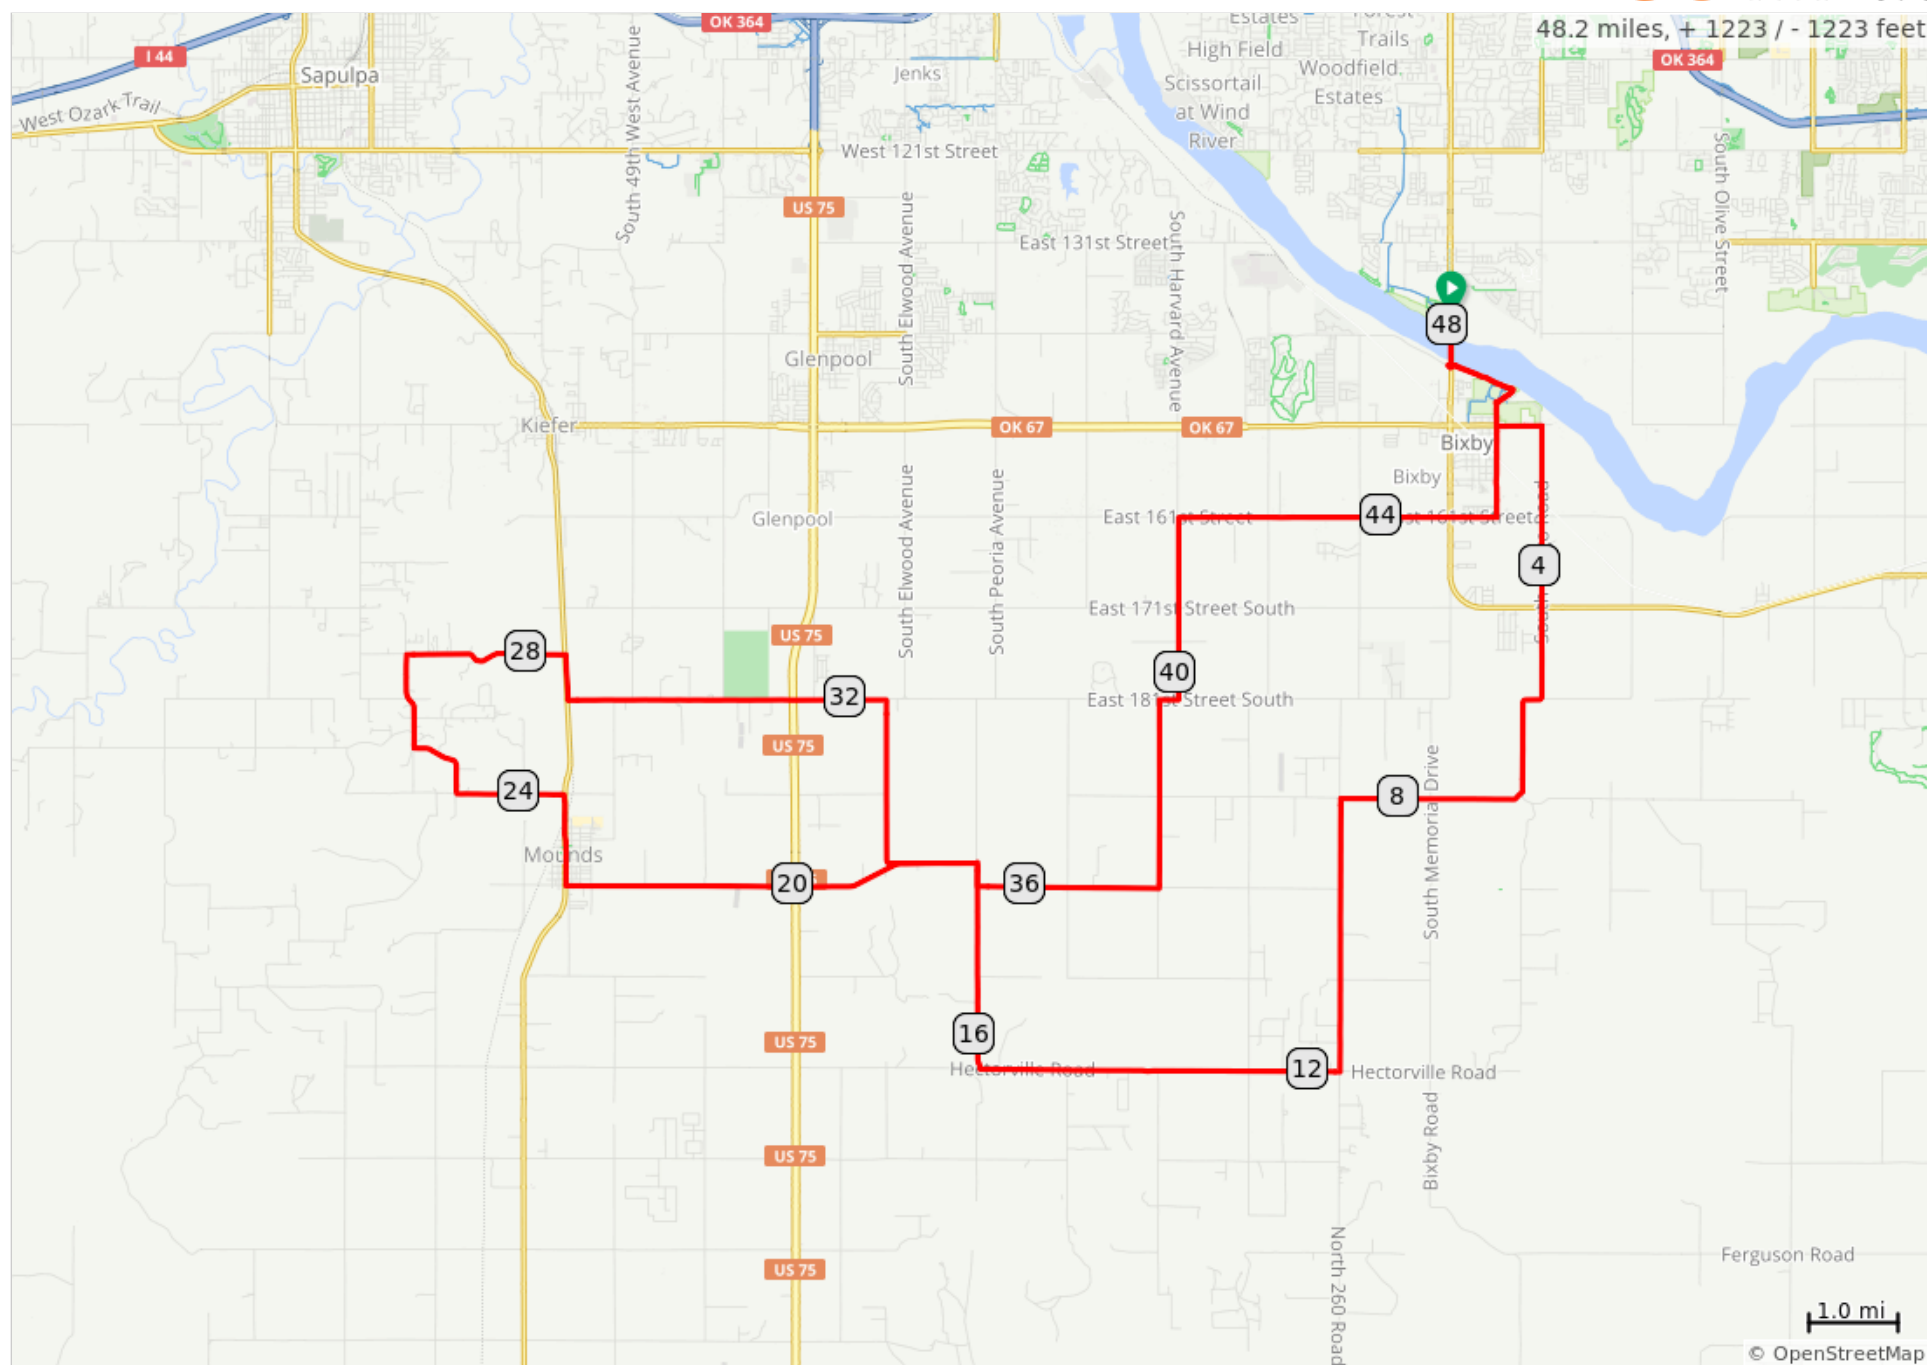 OK 364
Estates
Forest
Trails
48.2 miles, + 1223 / - 1223 feet
I 44
Sapulpa
High Field
OK 364
Jenks
Woodfield
Estates
Scissortail
at Wind
River
West Ozark Trail
South 49th West Avenue
West 121st Street
South Olive Street
US 75
South Elwood Avenue
East 131st Street
South Harvard Avenue
48
Glenpool
Kiefer
OK 67
OK 67
Bixby
Bixby
South Elwood Avenue
South Peoria Avenue
Glenpool
East 161st Street
44
4
East 171st Street South
US 75
28
40
32
East 181st Street South
US 75
South Memorial Drive
24
8
Mounds
20
36
16
US 75
Hectorville Road
12
Hectorville Road
Bixby Road
US 75
North 260 Road
Ferguson Road
US 75
1.0 mi
© OpenStreetMap